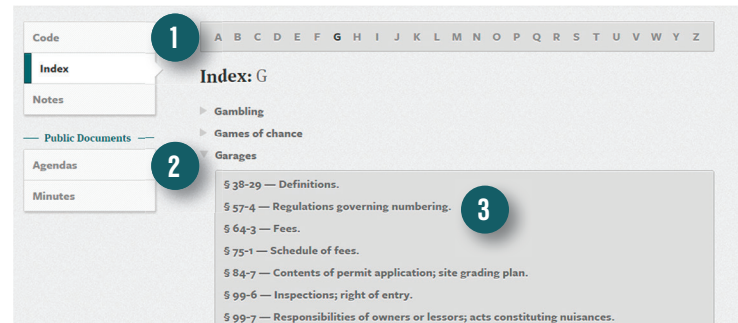 Code
Index
Notes
Public Documents
Agendas
Minutes
1
A B C D E F G H I J K L M N O P Q R S T U V W Y Z
Index: G
Gambling
Games of chance
2
Garages
§ 38-29 — Definitions.
§ 57-4 — Regulations governing numbering.
3
§ 64-3 — Fees.
§ 75-1 — Schedule of fees.
§ 84-7 — Contents of permit application; site grading plan.
§ 99-6 — Inspections; right of entry.
§ 99-7 — Responsibilities of owners or lessors; acts constituting nuisances.